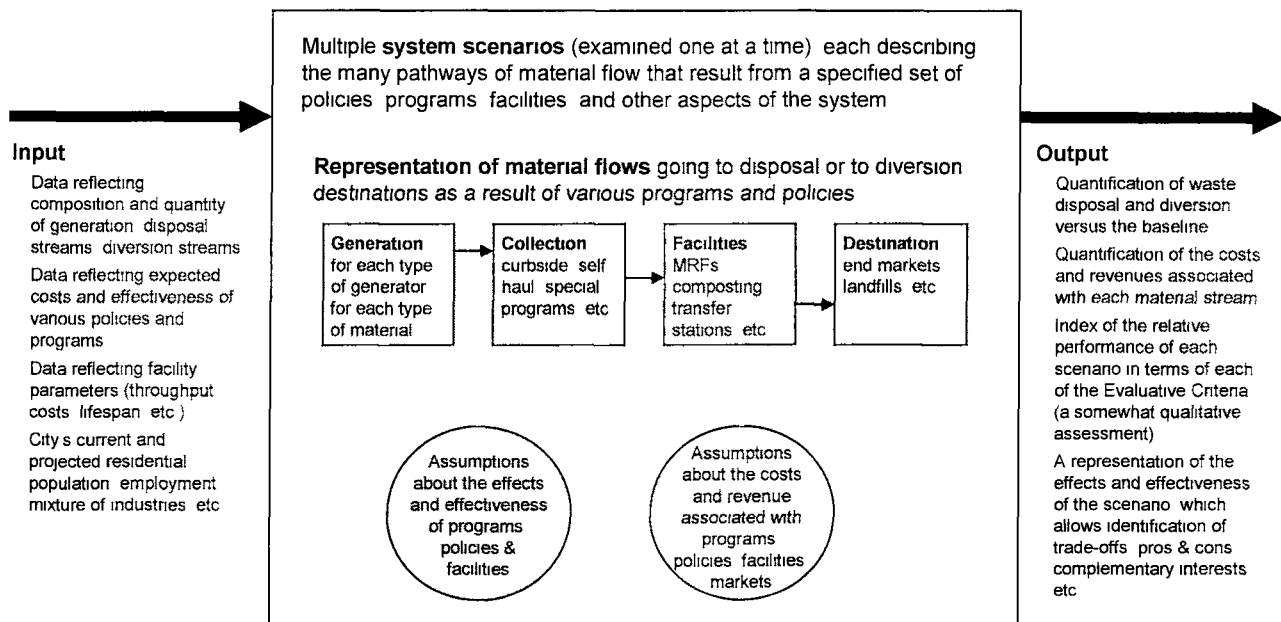 Multiple system scenarios (examined one at a time) each describing
the many pathways of material flow that result from a specified set of
policies programs facilities and other aspects of the system
Input
Data reflecting
composition and quantity
of generation disposal
streams diversion streams
Data reflecting expected
costs and effectiveness of
various policies and
programs
Data reflecting facility
parameters (throughput
costs lifespan etc )
City s current and
projected residential
population employment
mixture of industries etc
Representation of material flows going to disposal or to diversion
destinations as a result of various programs and policies
Generation
for each type
of generator
for each type
of material
Collection
curbside self
haul special
programs etc
Facilities
MRFs
composting
transfer
stations etc
Destination
end markets
landfills etc
Assumptions
about the effects
and effectiveness
of programs
policies &
facilities
Assumptions
about the costs
and revenue
associated with
programs
policies facilities
markets
Output
Quantification of waste
disposal and diversion
versus the baseline
Quantification of the costs
and revenues associated
with each material stream
Index of the relative
performance of each
scenario in terms of each
of the Evaluative Criteria
(a somewhat qualitative
assessment)
A representation of the
effects and effectiveness
of the scenario which
allows identification of
trade-offs pros & cons
complementary interests
etc